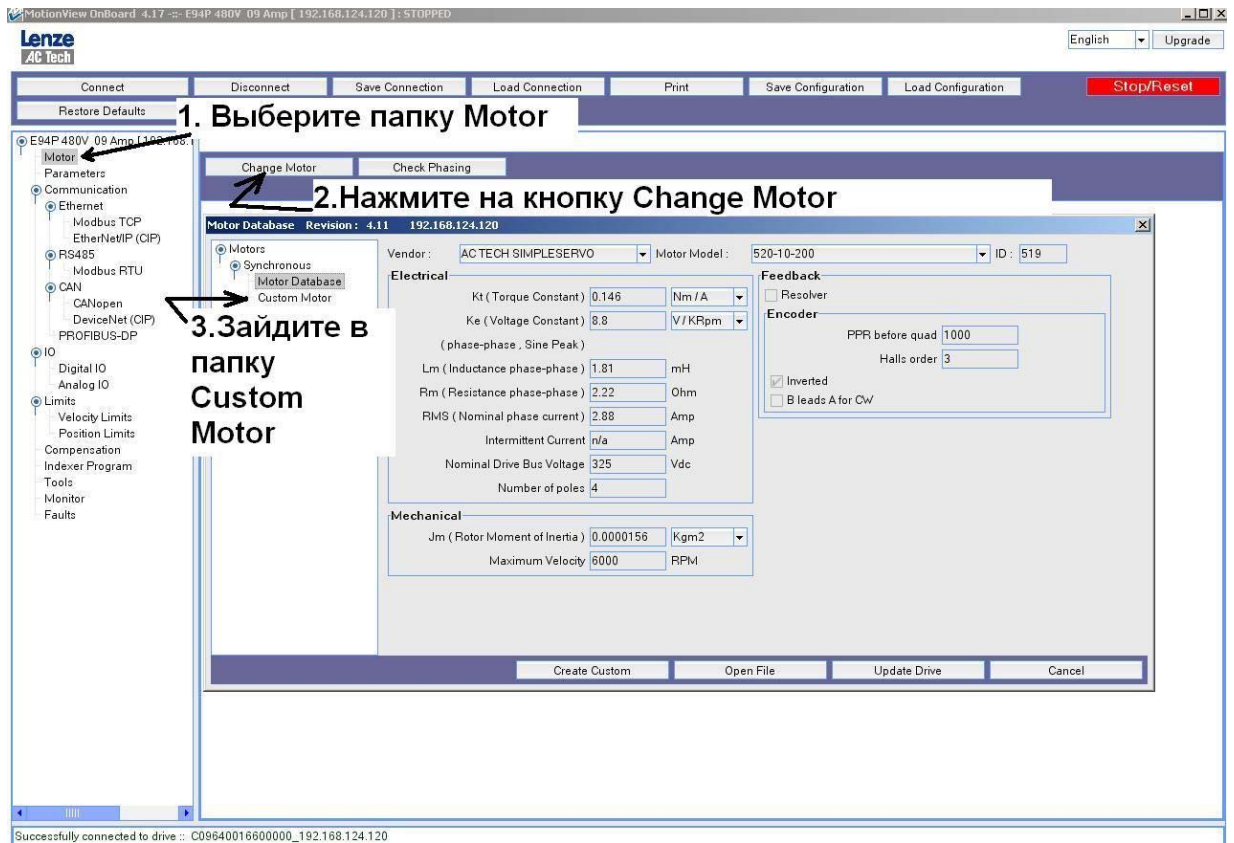 MotionView OnBoard 4.17 -::- E94P 480V 09 Amp [ 192.168.124.120 ] : STOPPED
Lenze
AC Tech
English Upgrade
Connect Disconnect Save Connection Load Connection Print Save Configuration Load Configuration Stop/Reset
Restore Defaults
1. Выберите папку Motor
E94P 480V 09 Amp [ 192.168.1
Motor
Parameters
Communication
Ethernet
Modbus TCP
EtherNet/IP (CIP)
RS485
Modbus RTU
CAN
CANopen
DeviceNet (CIP)
PROFIBUS-DP
IO
Digital IO
Analog IO
Limits
Velocity Limits
Position Limits
Compensation
Indexer Program
Tools
Monitor
Faults
Change Motor Check Phasing
2.Нажмите на кнопку Change Motor
Motor Database Revision : 4.11 192.168.124.120
Motors
Synchronous
Motor Database
Custom Motor
3.Зайдите в
папку
Custom
Motor
Vendor : AC TECH SIMPLESERVO Motor Model : 520-10-200 ID : 519
Electrical
Kt ( Torque Constant ) 0.146 Nm / A
Ke ( Voltage Constant ) 8.8 V / KRpm
( phase-phase , Sine Peak )
Lm ( Inductance phase-phase ) 1.81 mH
Rm ( Resistance phase-phase ) 2.22 Ohm
RMS ( Nominal phase current ) 2.88 Amp
Intermittent Current n/a Amp
Nominal Drive Bus Voltage 325 Vdc
Number of poles 4
Mechanical
Jm ( Rotor Moment of Inertia ) 0.0000156 Kgm2
Maximum Velocity 6000 RPM
Feedback
Resolver
Encoder
PPR before quad 1000
Halls order 3
Inverted
B leads A for CW
Create Custom Open File Update Drive Cancel
Successfully connected to drive :: C09640016600000_192.168.124.120